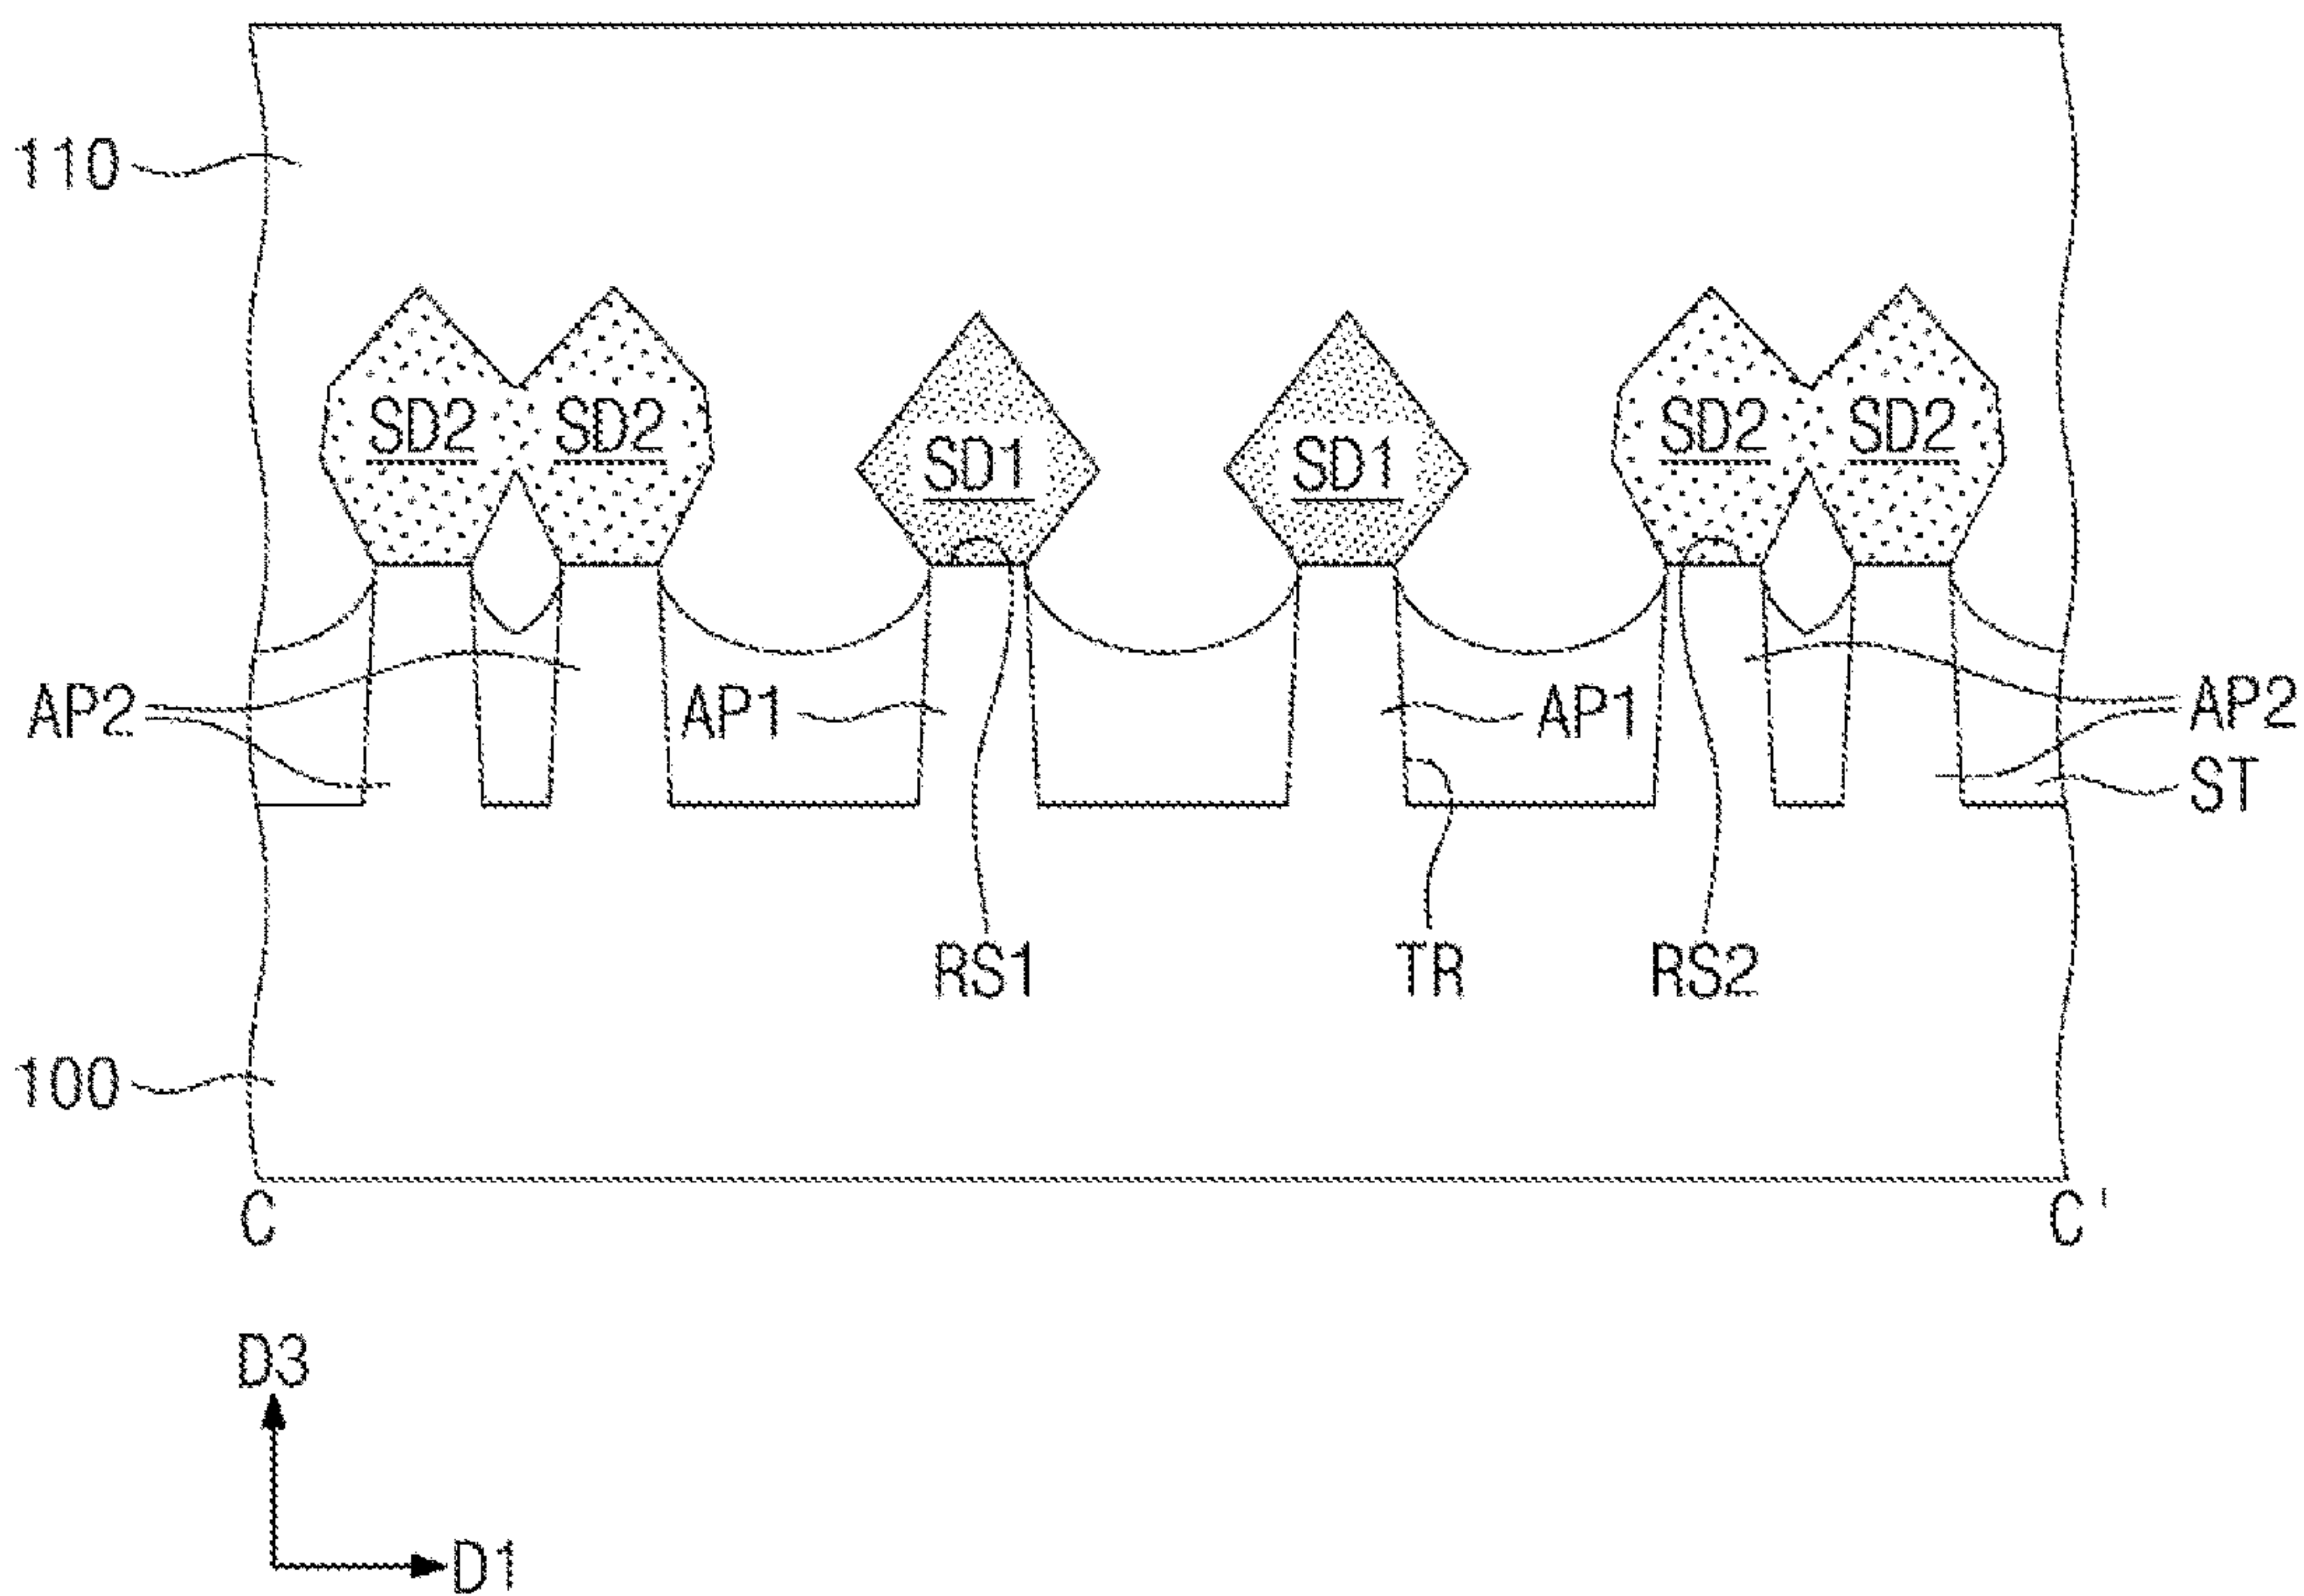 110
SD2 SD2 SD1 SD1 SD2 SD2
AP2 AP1 AP1 AP2
ST
RS1 TR RS2
100
C C'
D3
D1